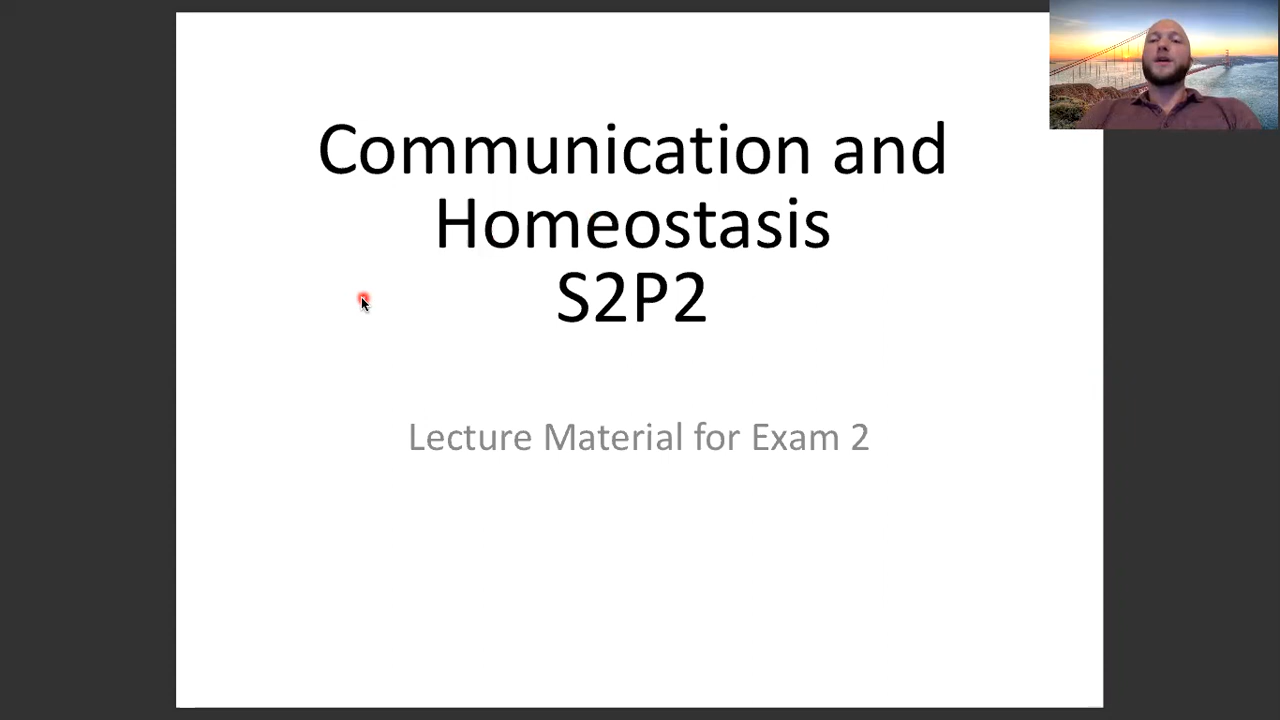 Communication and
Homeostasis
S2P2
Lecture Material for Exam 2